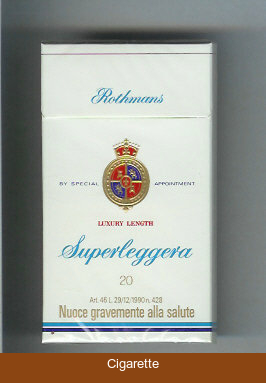 Rothmans
BY SPECIAL APPOINTMENT
LUXURY LENGTH
Superleggera
20
Art. 46 L. 29/12/1990 n. 428
Nuoce gravemente alla salute
Cigarette